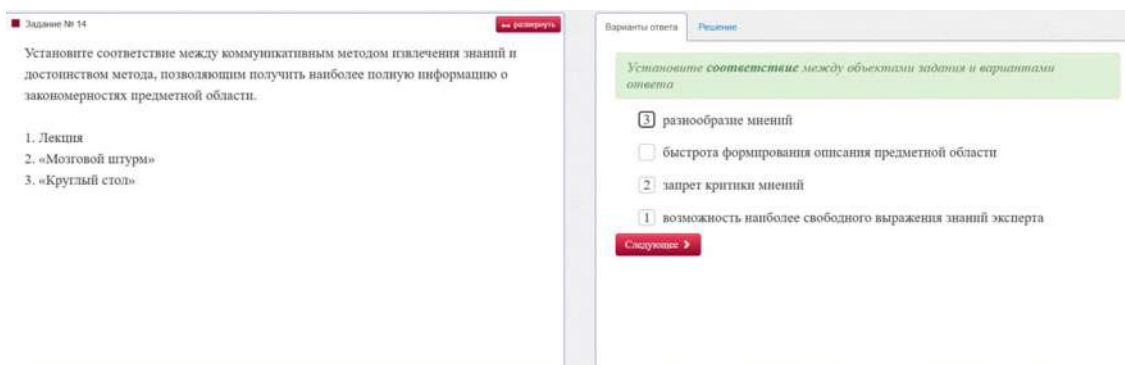 Задание № 14
развернуть
Установите соответствие между коммуникативным методом извлечения знаний и
достоинством метода, позволяющим получить наиболее полную информацию о
закономерностях предметной области.
1. Лекция
2. «Мозговой штурм»
3. «Круглый стол»
Варианты ответа
Решение
Установите соответствие между объектами задания и вариантами
ответа
3 разнообразие мнений
быстрота формирования описания предметной области
2 запрет критики мнений
1 возможность наиболее свободного выражения знаний эксперта
Следующее